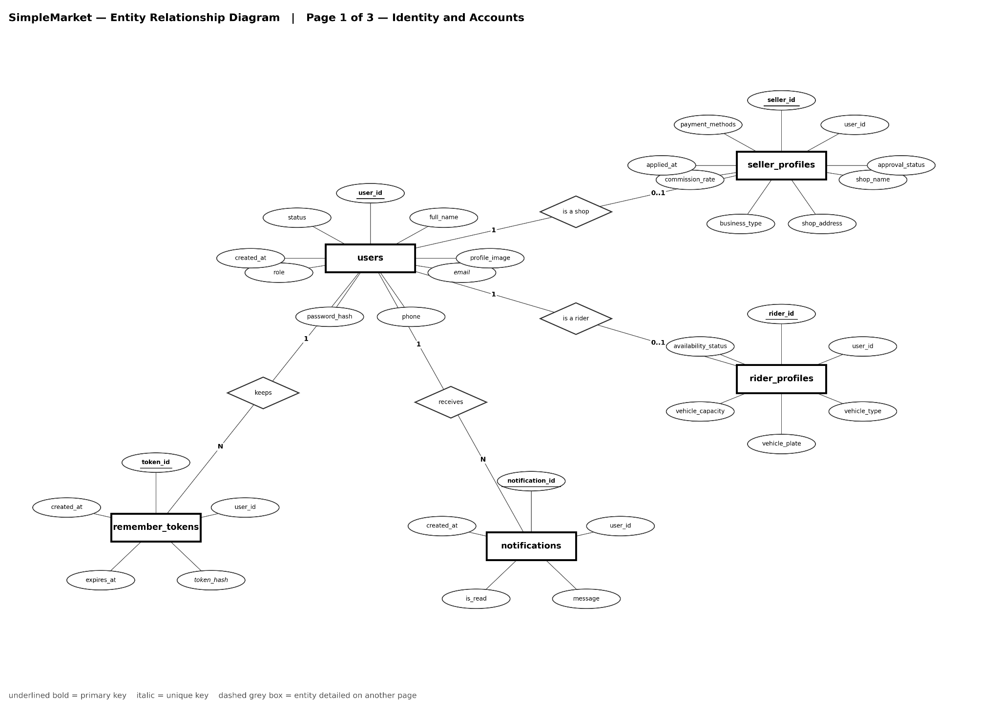 SimpleMarket — Entity Relationship Diagram   |   Page 1 of 3 — Identity and Accounts
seller_id
payment_methods
user_id
applied_at
seller_profiles
approval_status
commission_rate
shop_name
0..1
user_id
is a shop
status
full_name
business_type
shop_address
1
created_at
users
profile_image
role
email
1
password_hash
phone
is a rider
rider_id
1
1
0..1
availability_status
user_id
rider_profiles
keeps
receives
vehicle_capacity
vehicle_type
N
vehicle_plate
N
token_id
notification_id
created_at
user_id
remember_tokens
created_at
user_id
notifications
expires_at
token_hash
is_read
message
underlined bold = primary key    italic = unique key    dashed grey box = entity detailed on another page